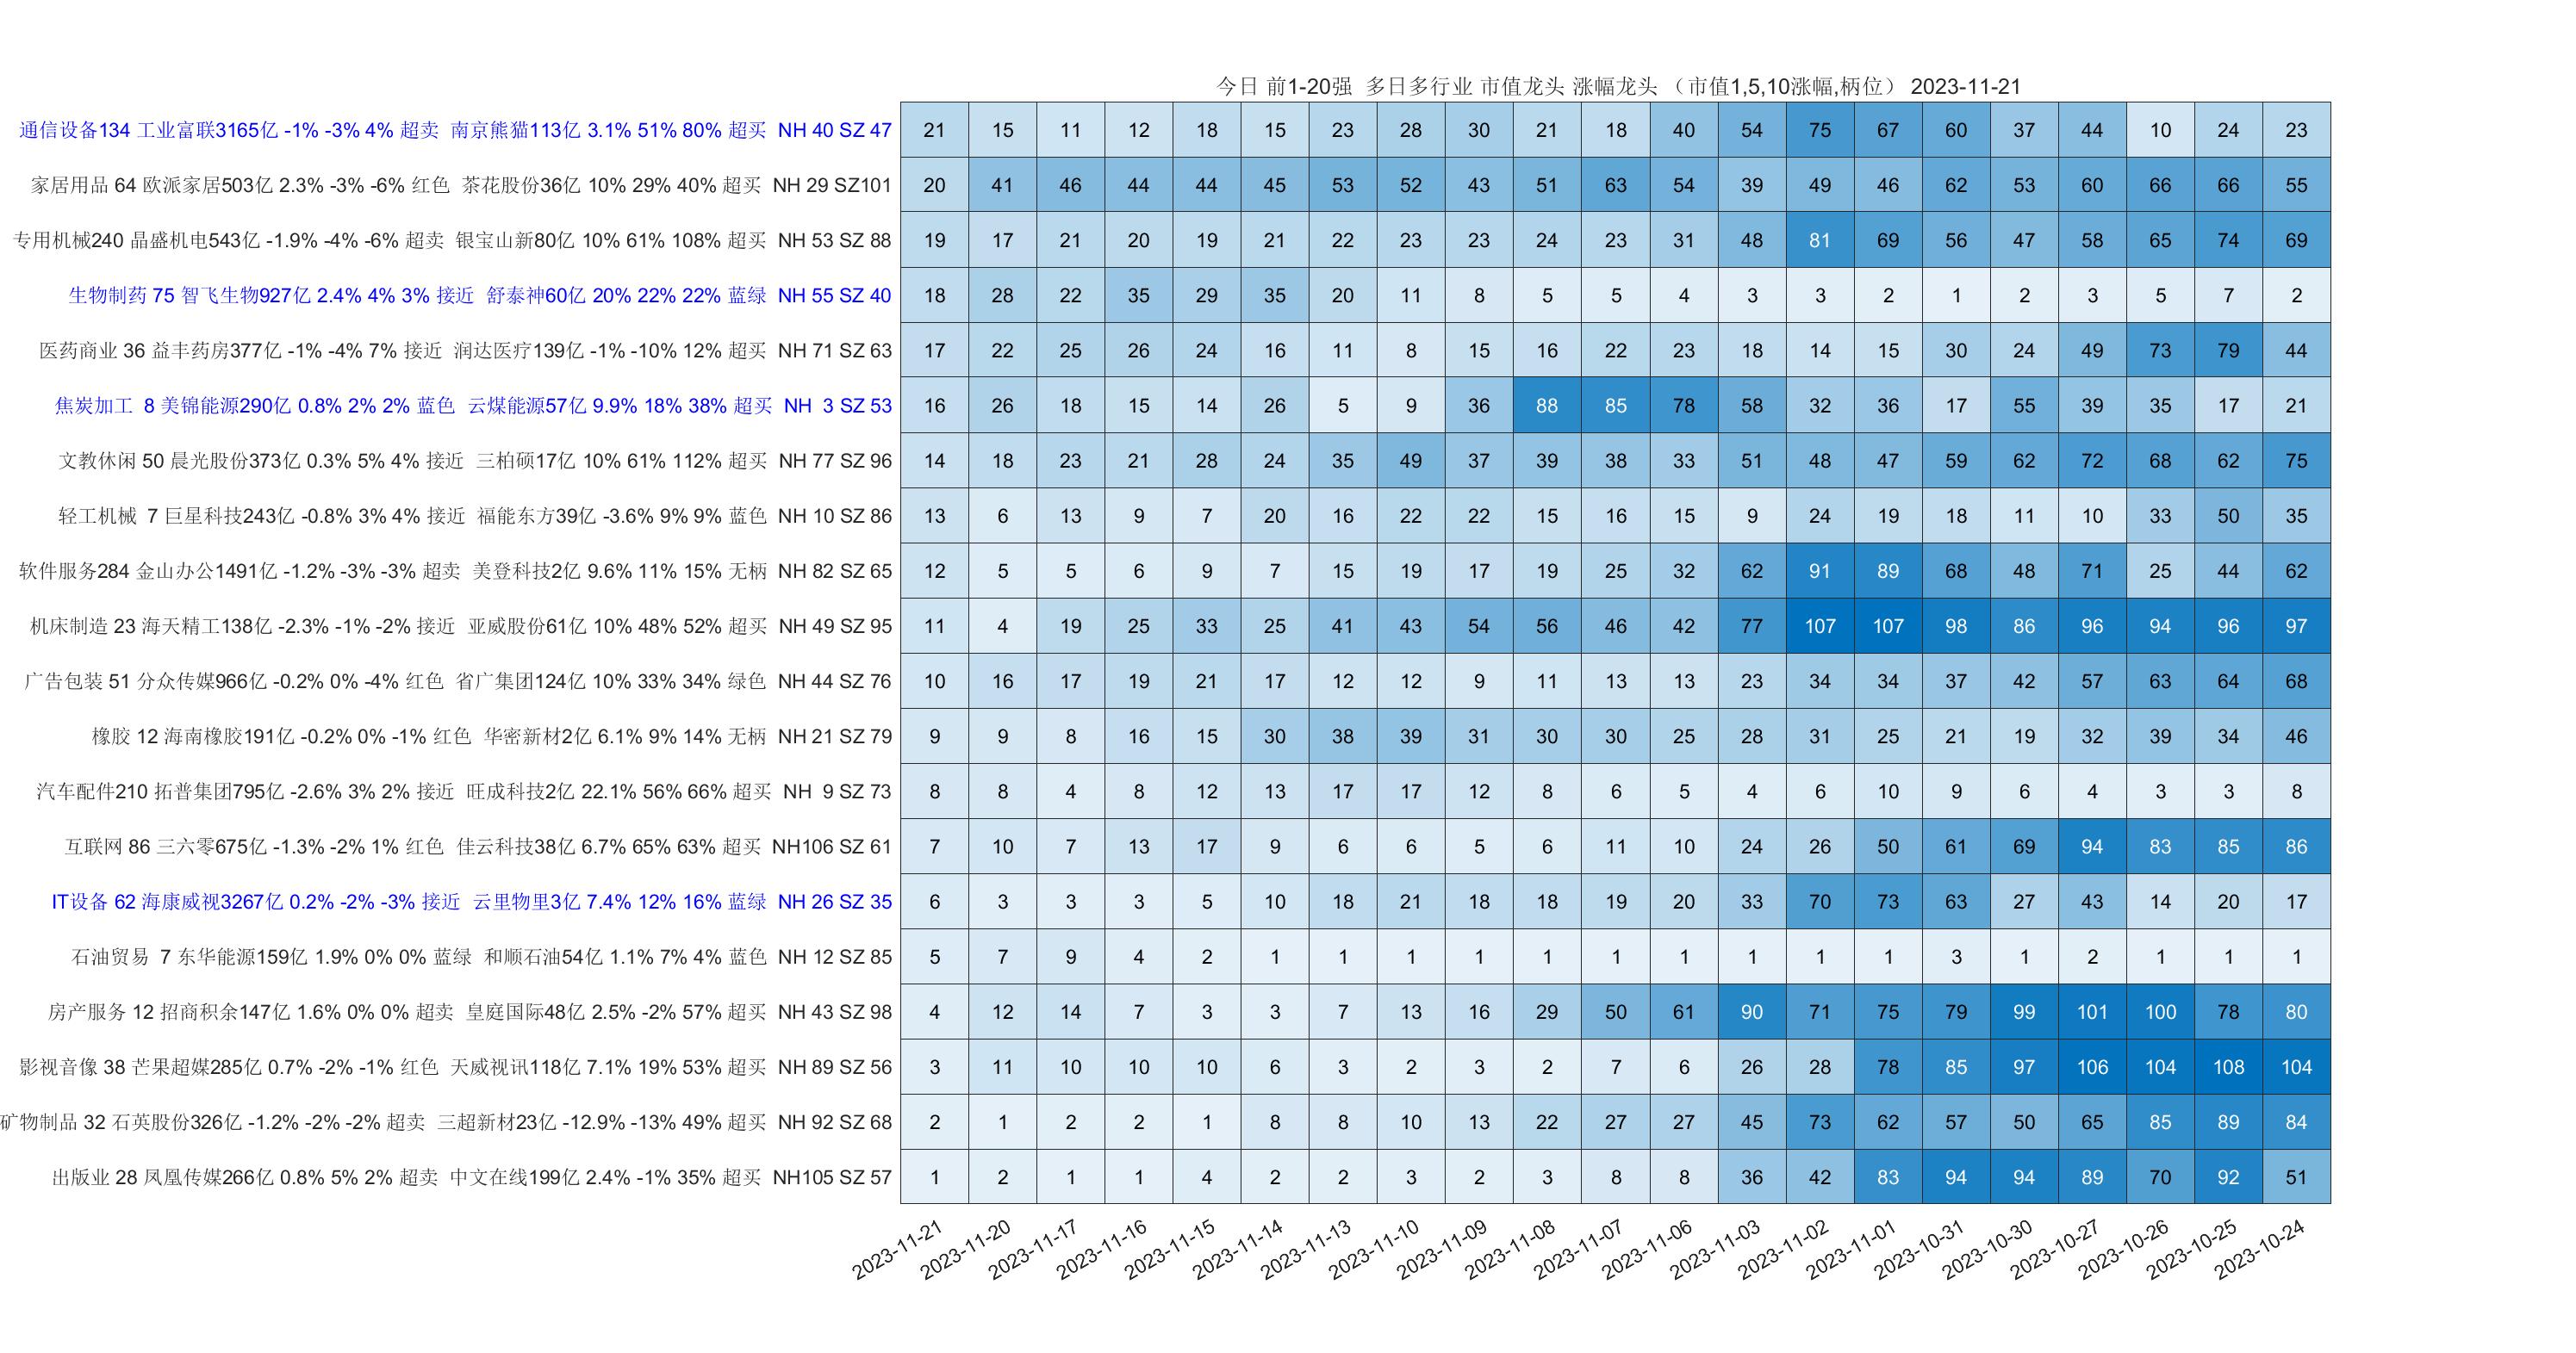 今日 前1-20强 多日多行业 市值龙头 涨幅龙头 （市值1,5,10涨幅,柄位） 2023-11-21
通信设备134 工业富联3165亿 -1% -3% 4% 超卖 南京熊猫113亿 3.1% 51% 80% 超买 NH 40 SZ 47 21 15 11 12 18 15 23 28 30 21 18 40 54 75 67 60 37 44 10 24 23
家居用品 64 欧派家居503亿 2.3% -3% -6% 红色 茶花股份36亿 10% 29% 40% 超买 NH 29 SZ101 20 41 46 44 44 45 53 52 43 51 63 54 39 49 46 62 53 60 66 66 55
专用机械240 晶盛机电543亿 -1.9% -4% -6% 超卖 银宝山新80亿 10% 61% 108% 超买 NH 53 SZ 88 19 17 21 20 19 21 22 23 23 24 23 31 48 81 69 56 47 58 65 74 69
生物制药 75 智飞生物927亿 2.4% 4% 3% 接近 舒泰神60亿 20% 22% 22% 蓝绿 NH 55 SZ 40 18 28 22 35 29 35 20 11 8 5 5 4 3 3 2 1 2 3 5 7 2
医药商业 36 益丰药房377亿 -1% -4% 7% 接近 润达医疗139亿 -1% -10% 12% 超买 NH 71 SZ 63 17 22 25 26 24 16 11 8 15 16 22 23 18 14 15 30 24 49 73 79 44
焦炭加工 8 美锦能源290亿 0.8% 2% 2% 蓝色 云煤能源57亿 9.9% 18% 38% 超买 NH 3 SZ 53 16 26 18 15 14 26 5 9 36 88 85 78 58 32 36 17 55 39 35 17 21
文教休闲 50 晨光股份373亿 0.3% 5% 4% 接近 三柏硕17亿 10% 61% 112% 超买 NH 77 SZ 96 14 18 23 21 28 24 35 49 37 39 38 33 51 48 47 59 62 72 68 62 75
轻工机械 7 巨星科技243亿 -0.8% 3% 4% 接近 福能东方39亿 -3.6% 9% 9% 蓝色 NH 10 SZ 86 13 6 13 9 7 20 16 22 22 15 16 15 9 24 19 18 11 10 33 50 35
软件服务284 金山办公1491亿 -1.2% -3% -3% 超卖 美登科技2亿 9.6% 11% 15% 无柄 NH 82 SZ 65 12 5 5 6 9 7 15 19 17 19 25 32 62 91 89 68 48 71 25 44 62
机床制造 23 海天精工138亿 -2.3% -1% -2% 接近 亚威股份61亿 10% 48% 52% 超买 NH 49 SZ 95 11 4 19 25 33 25 41 43 54 56 46 42 77 107 107 98 86 96 94 96 97
广告包装 51 分众传媒966亿 -0.2% 0% -4% 红色 省广集团124亿 10% 33% 34% 绿色 NH 44 SZ 76 10 16 17 19 21 17 12 12 9 11 13 13 23 34 34 37 42 57 63 64 68
橡胶 12 海南橡胶191亿 -0.2% 0% -1% 红色 华密新材2亿 6.1% 9% 14% 无柄 NH 21 SZ 79 9 9 8 16 15 30 38 39 31 30 30 25 28 31 25 21 19 32 39 34 46
汽车配件210 拓普集团795亿 -2.6% 3% 2% 接近 旺成科技2亿 22.1% 56% 66% 超买 NH 9 SZ 73 8 8 4 8 12 13 17 17 12 8 6 5 4 6 10 9 6 4 3 3 8
互联网 86 三六零675亿 -1.3% -2% 1% 红色 佳云科技38亿 6.7% 65% 63% 超买 NH106 SZ 61 7 10 7 13 17 9 6 6 5 6 11 10 24 26 50 61 69 94 83 85 86
IT设备 62 海康威视3267亿 0.2% -2% -3% 接近 云里物里3亿 7.4% 12% 16% 蓝绿 NH 26 SZ 35 6 3 3 3 5 10 18 21 18 18 19 20 33 70 73 63 27 43 14 20 17
石油贸易 7 东华能源159亿 1.9% 0% 0% 蓝绿 和顺石油54亿 1.1% 7% 4% 蓝色 NH 12 SZ 85 5 7 9 4 2 1 1 1 1 1 1 1 1 1 1 3 1 2 1 1 1
房产服务 12 招商积余147亿 1.6% 0% 0% 超卖 皇庭国际48亿 2.5% -2% 57% 超买 NH 43 SZ 98 4 12 14 7 3 3 7 13 16 29 50 61 90 71 75 79 99 101 100 78 80
影视音像 38 芒果超媒285亿 0.7% -2% -1% 红色 天威视讯118亿 7.1% 19% 53% 超买 NH 89 SZ 56 3 11 10 10 10 6 3 2 3 2 7 6 26 28 78 85 97 106 104 108 104
矿物制品 32 石英股份326亿 -1.2% -2% -2% 超卖 三超新材23亿 -12.9% -13% 49% 超买 NH 92 SZ 68 2 1 2 2 1 8 8 10 13 22 27 27 45 73 62 57 50 65 85 89 84
出版业 28 凤凰传媒266亿 0.8% 5% 2% 超卖 中文在线199亿 2.4% -1% 35% 超买 NH105 SZ 57 1 2 1 1 4 2 2 3 2 3 8 8 36 42 83 94 94 89 70 92 51
2023-11-21 2023-11-20 2023-11-17 2023-11-16 2023-11-15 2023-11-14 2023-11-13 2023-11-10 2023-11-09 2023-11-08 2023-11-07 2023-11-06 2023-11-03 2023-11-02 2023-11-01 2023-10-31 2023-10-30 2023-10-27 2023-10-26 2023-10-25 2023-10-24